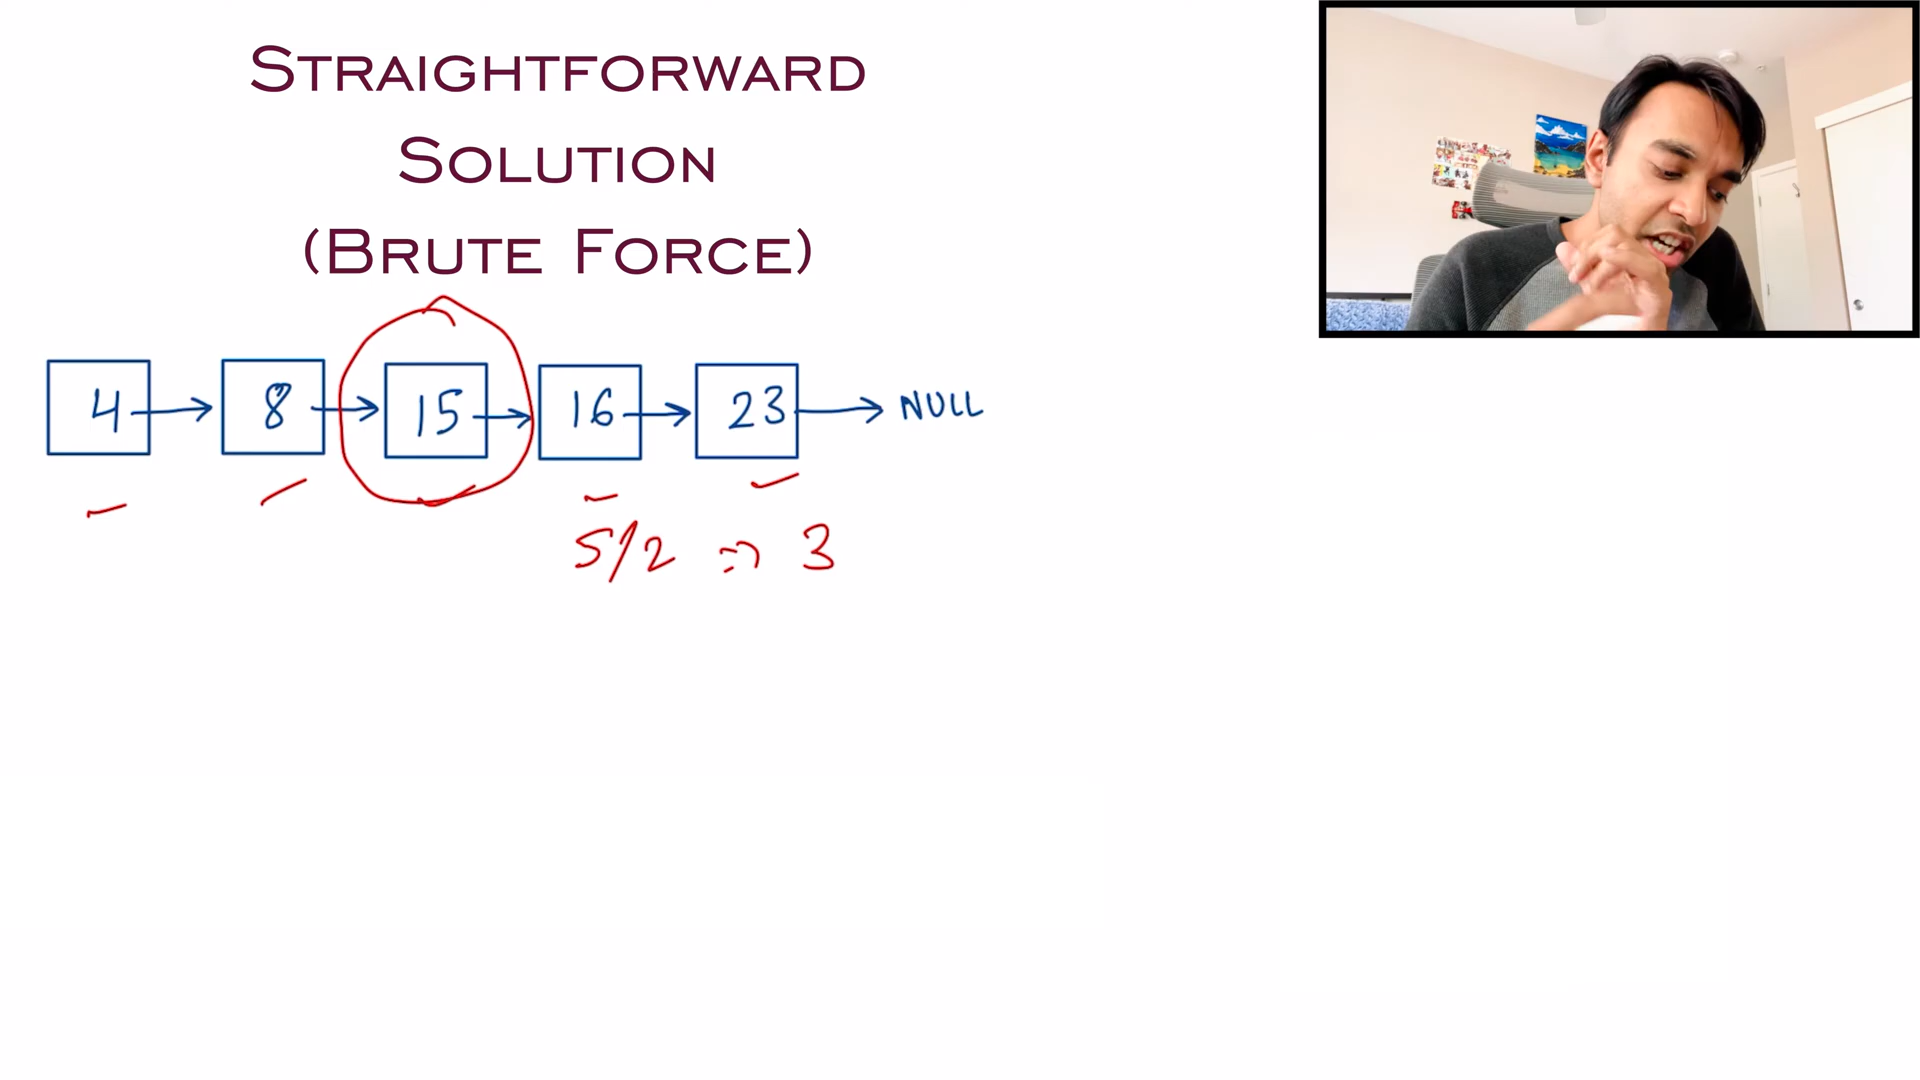 STRAIGHTFORWARD
SOLUTION
(BRUTE FORCE)
4 → 8 → 15 → 16 → 23 → NULL
5/2 => 3